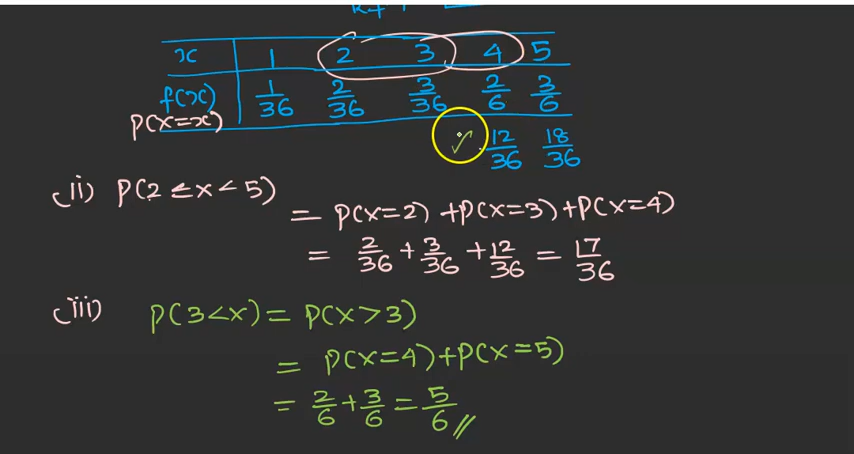 x 1 2 3 4 5
f(x) 1/36 2/36 3/36 2/6 3/6
P(X=x)
12/36 18/36
(ii) P(2 ≤ x < 5)
= P(X=2) + P(X=3) + P(X=4)
= 2/36 + 3/36 + 12/36 = 17/36
(iii) P(3<x) = P(X>3)
= P(X=4) + P(X=5)
= 2/6 + 3/6 = 5/6 //